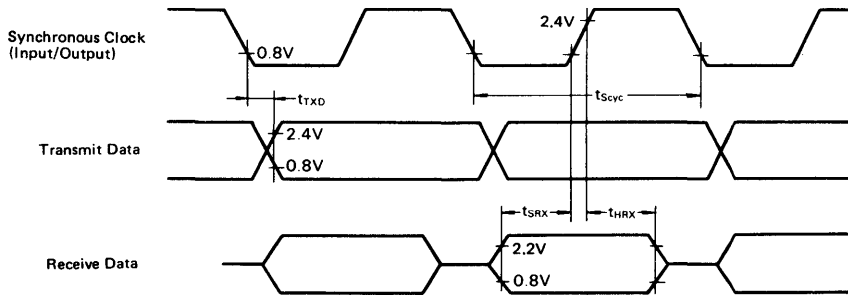 Synchronous Clock
(Input/Output)
0.8V
2.4V
tTXD
tScyc
Transmit Data
2.4V
0.8V
tSRX
tHRX
Receive Data
2.2V
0.8V